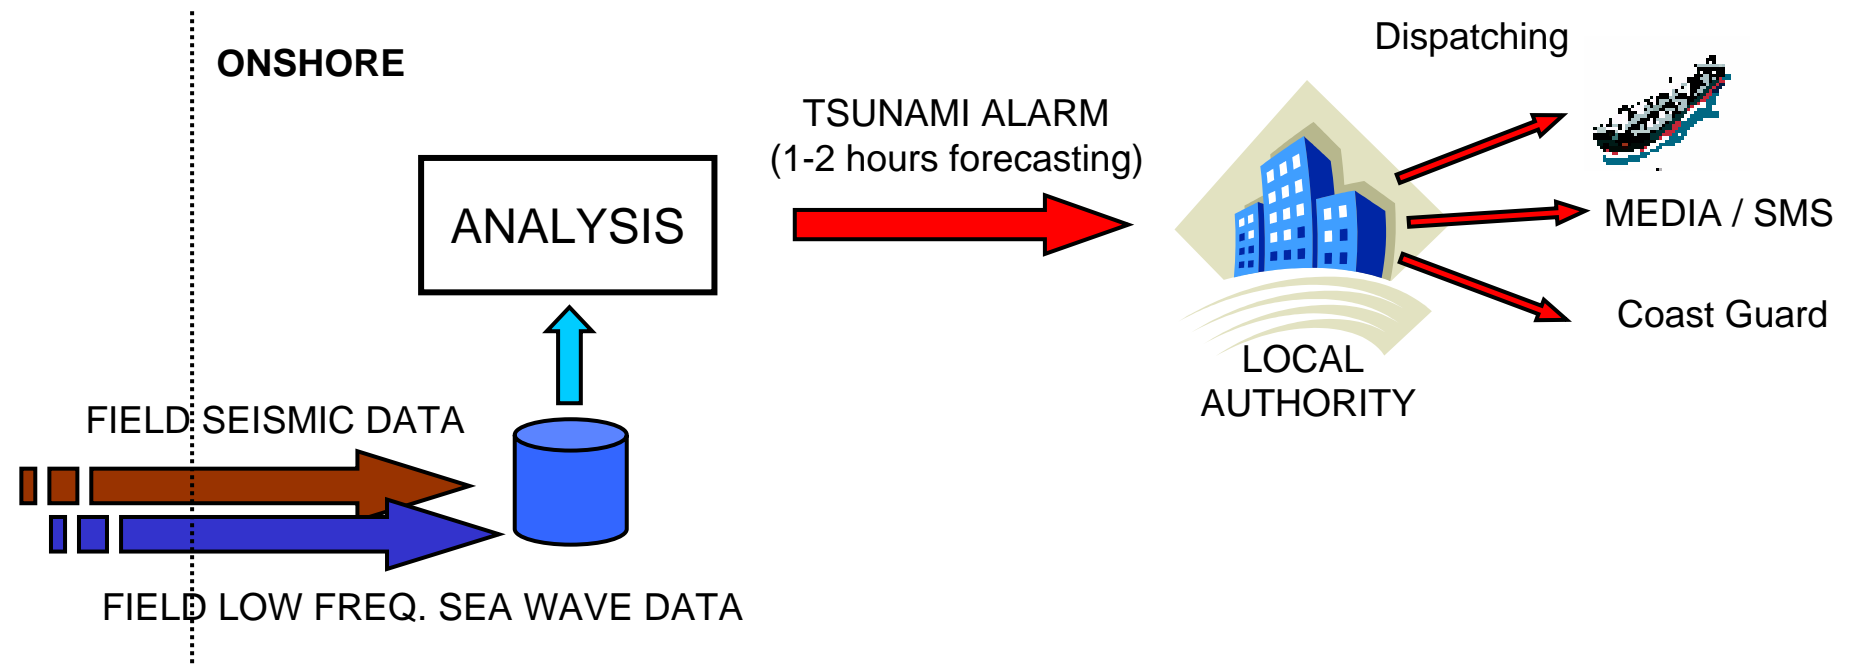 Dispatching
ONSHORE
TSUNAMI ALARM
(1-2 hours forecasting)
ANALYSIS
MEDIA / SMS
Coast Guard
LOCAL
AUTHORITY
FIELD SEISMIC DATA
FIELD LOW FREQ. SEA WAVE DATA